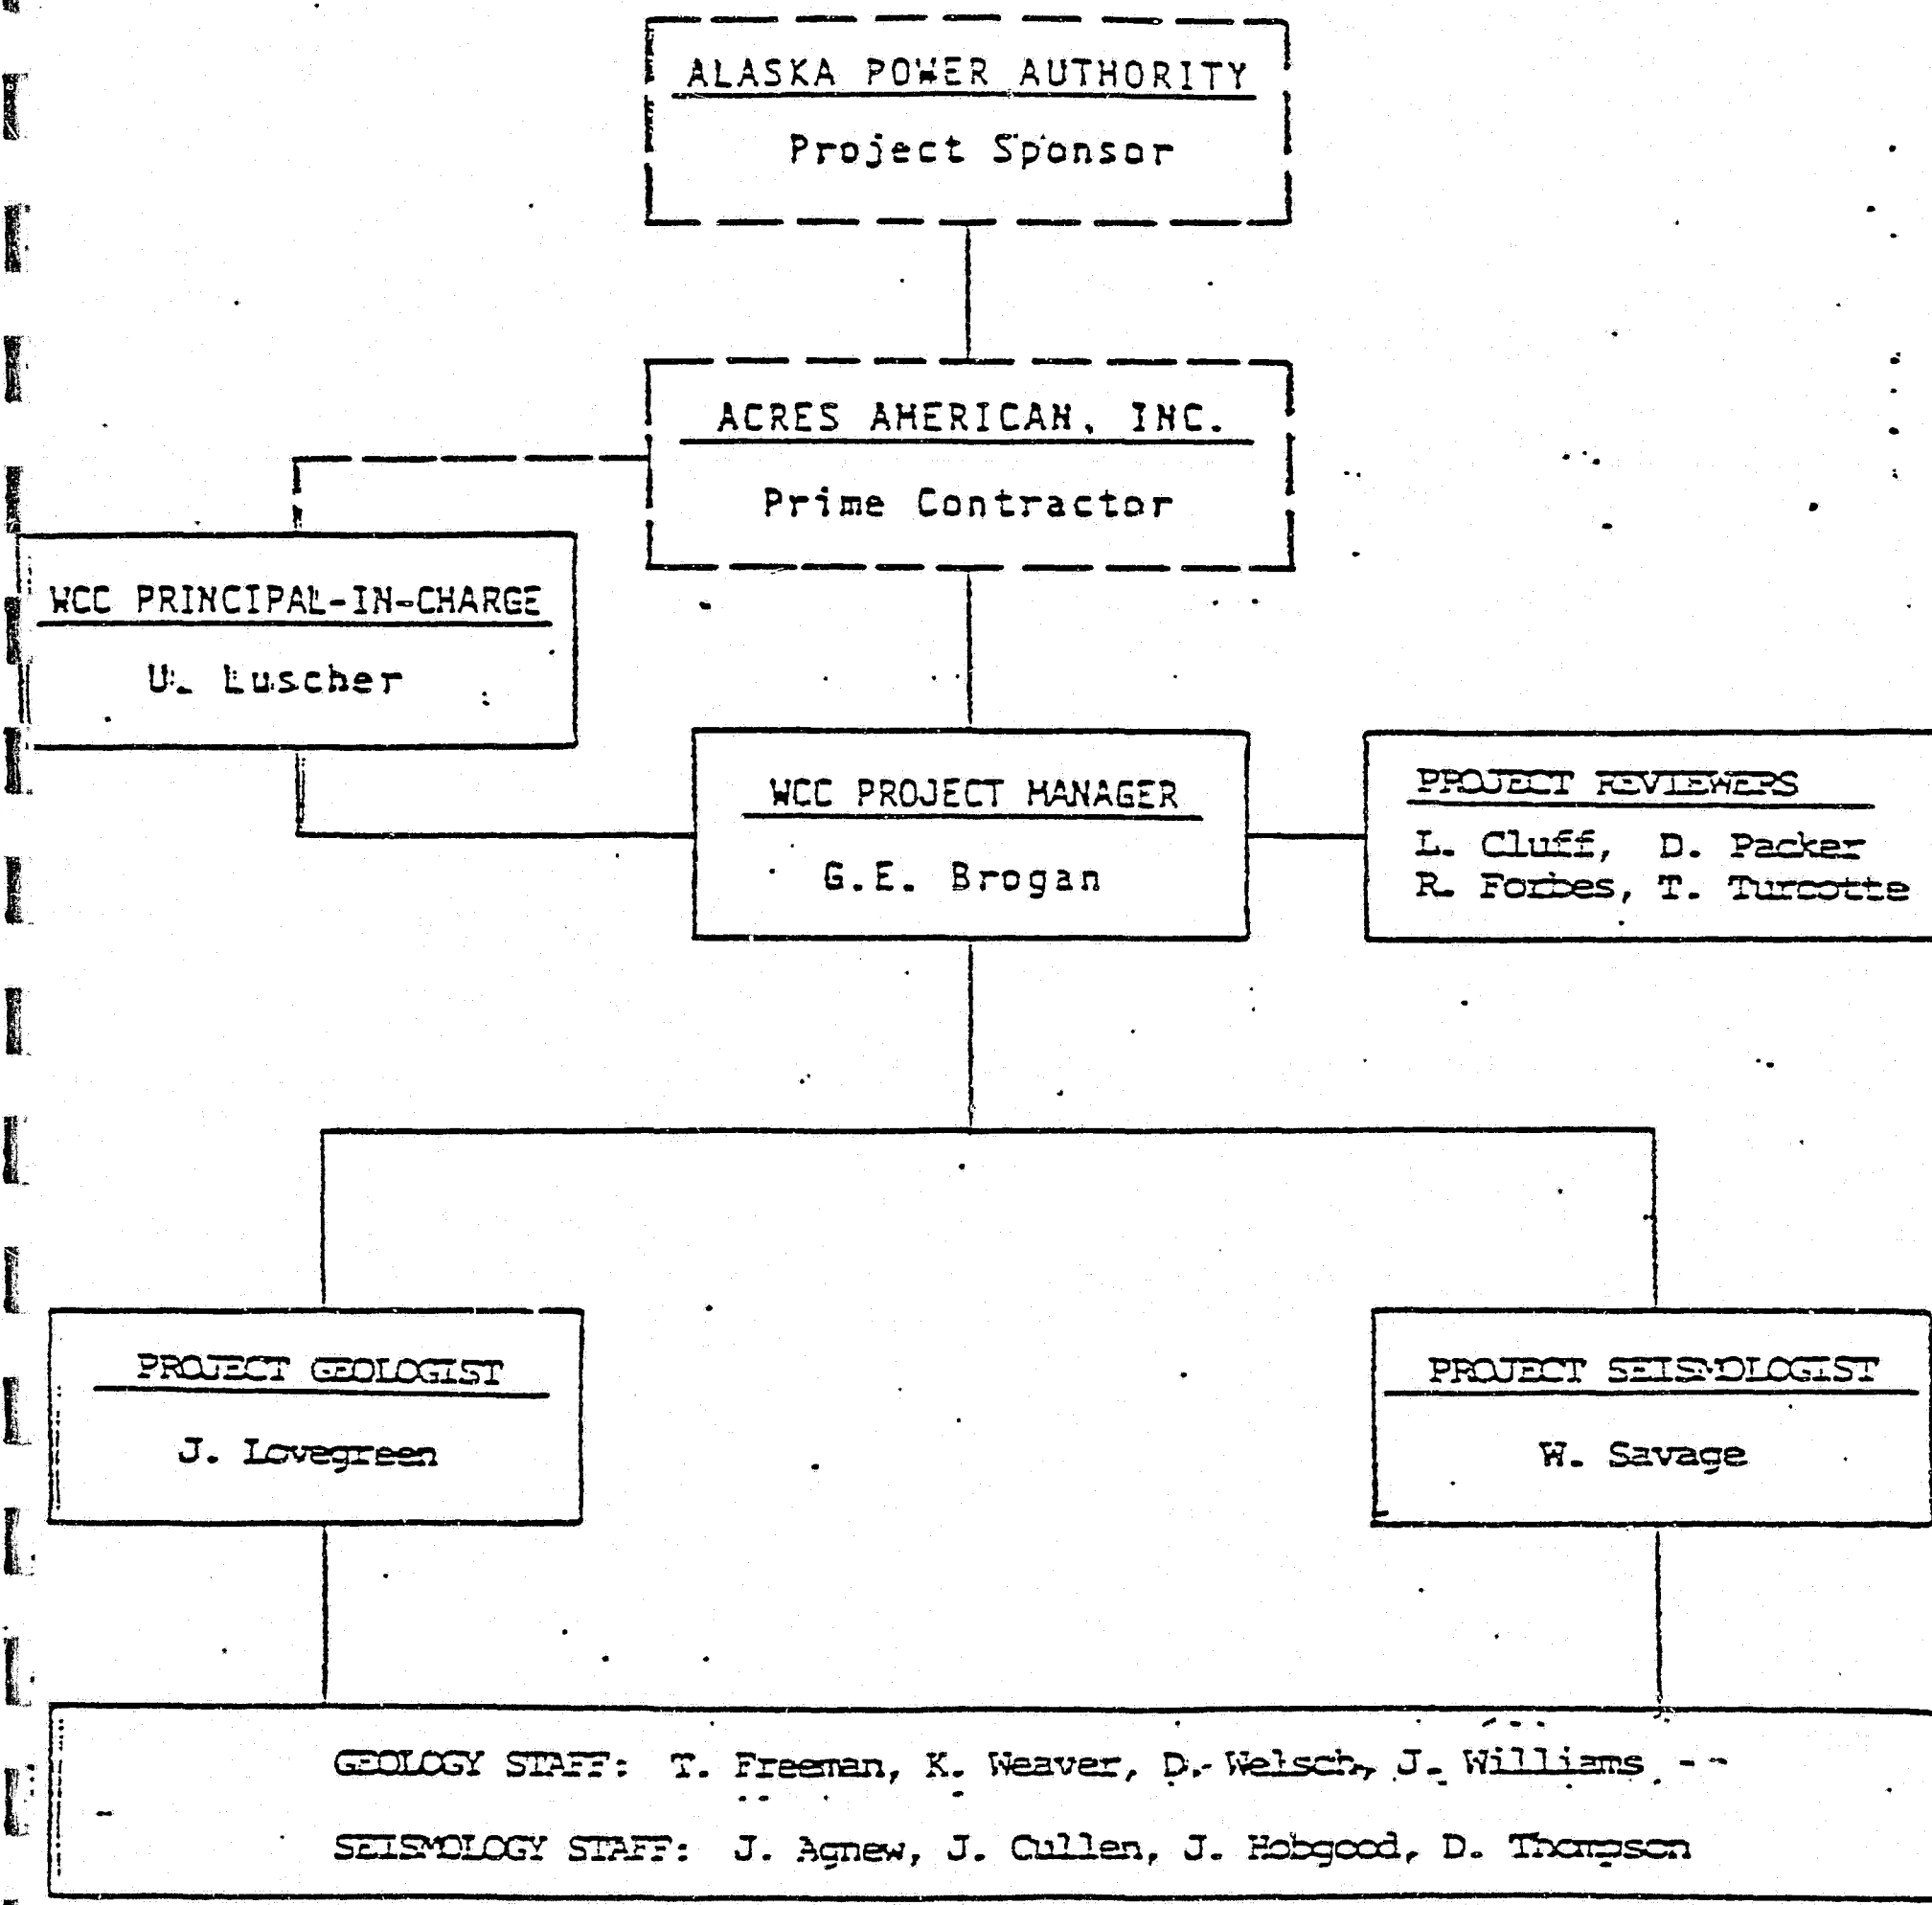 ALASKA POWER AUTHORITY
Project Sponsor
ACRES AMERICAN, INC.
Prime Contractor
WCC PRINCIPAL-IN-CHARGE
U. Luscher
WCC PROJECT MANAGER
G.E. Brogan
PROJECT REVIEWERS
L. Cluff, D. Packer
R. Forbes, T. Turcotte
PROJECT GEOLOGIST
J. Lovegreen
PROJECT SEISMOLOGIST
W. Savage
GEOLOGY STAFF: T. Freeman, K. Weaver, D. Welsch, J. Williams
SEISMOLOGY STAFF: J. Agnew, J. Cullen, J. Hobgood, D. Thompson